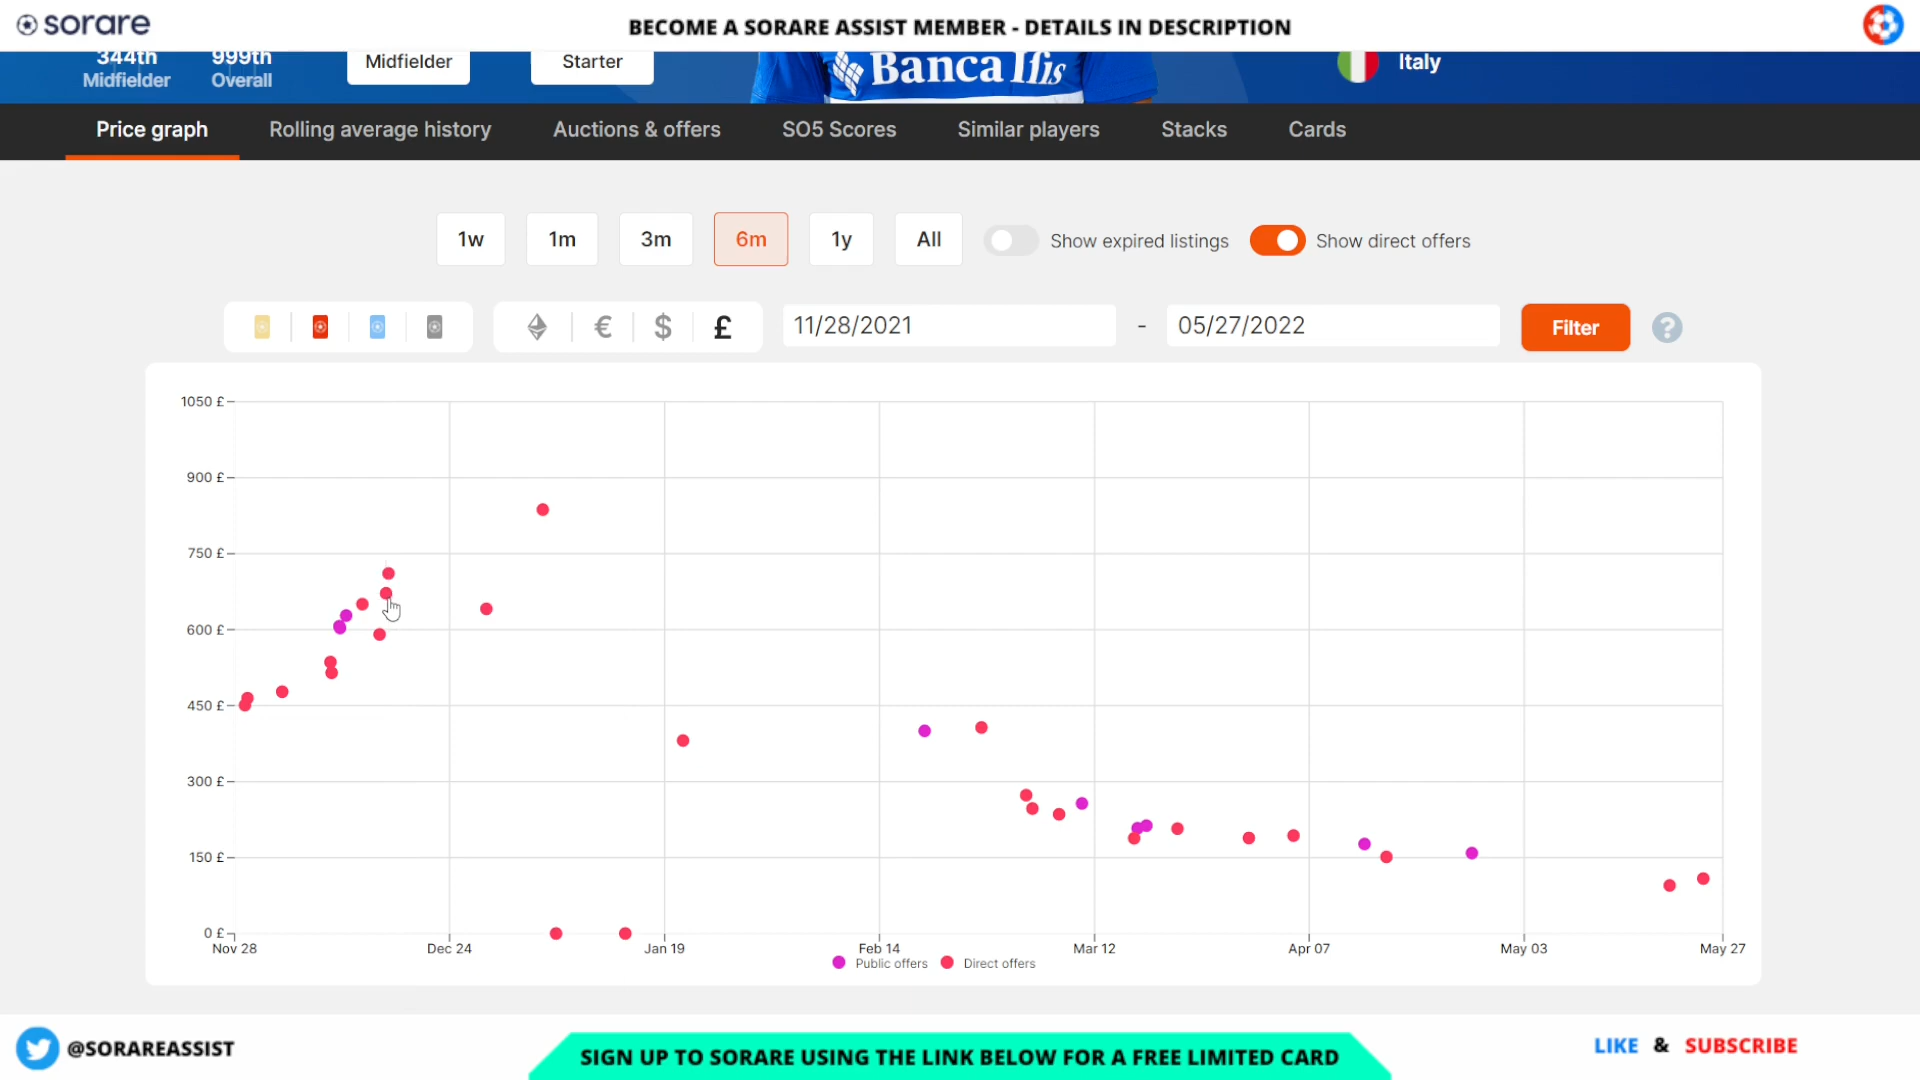 sorare
BECOME A SORARE ASSIST MEMBER - DETAILS IN DESCRIPTION
344th 999th
Midfielder Overall
Midfielder Starter
Banca Ifis
Italy
Price graph Rolling average history Auctions & offers SO5 Scores Similar players Stacks Cards
1w 1m 3m 6m 1y All Show expired listings Show direct offers
€ $ £ 11/28/2021 - 05/27/2022 Filter ?
1050 £
900 £
750 £
600 £
450 £
300 £
150 £
0 £
Nov 28 Dec 24 Jan 19 Feb 14 Mar 12 Apr 07 May 03 May 27
Public offers Direct offers
@SORAREASSIST
SIGN UP TO SORARE USING THE LINK BELOW FOR A FREE LIMITED CARD
LIKE & SUBSCRIBE